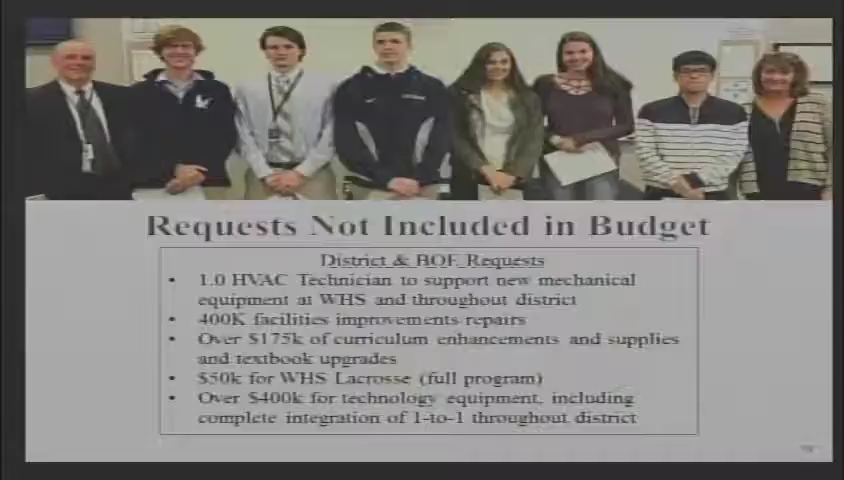 Requests Not Included in Budget
District & BOE Requests
• 1.0 HVAC Technician to support new mechanical
equipment at WHS and throughout district
• 400K facilities improvements repairs
• Over $175k of curriculum enhancements and supplies
and textbook upgrades
• $50k for WHS Lacrosse (full program)
• Over $400k for technology equipment, including
complete integration of 1-to-1 throughout district